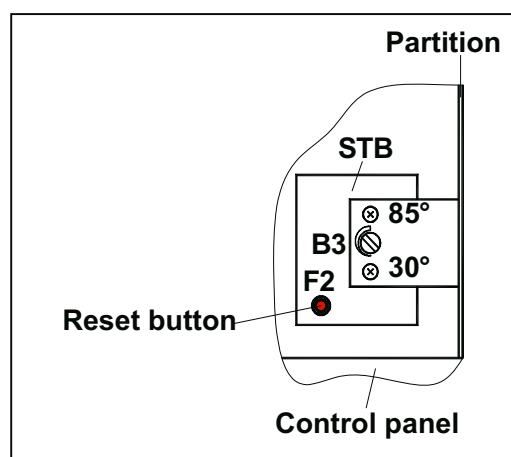 Partition
STB
85°
B3
30°
F2
Reset button
Control panel